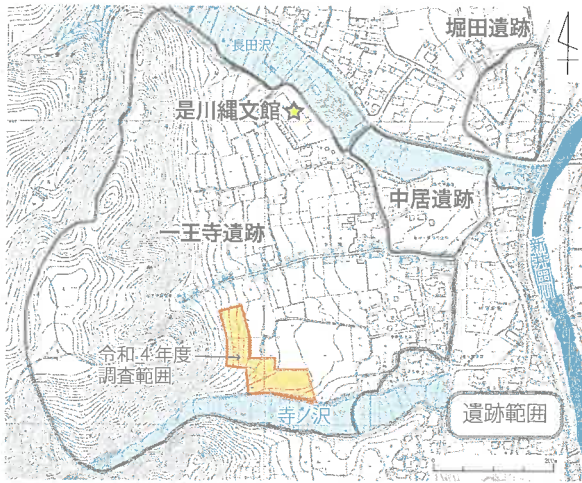 堀田遺跡
長田沢
是川縄文館
中居遺跡
一王寺遺跡
新井田川
令和４年度
調査範囲
寺ノ沢
遺跡範囲